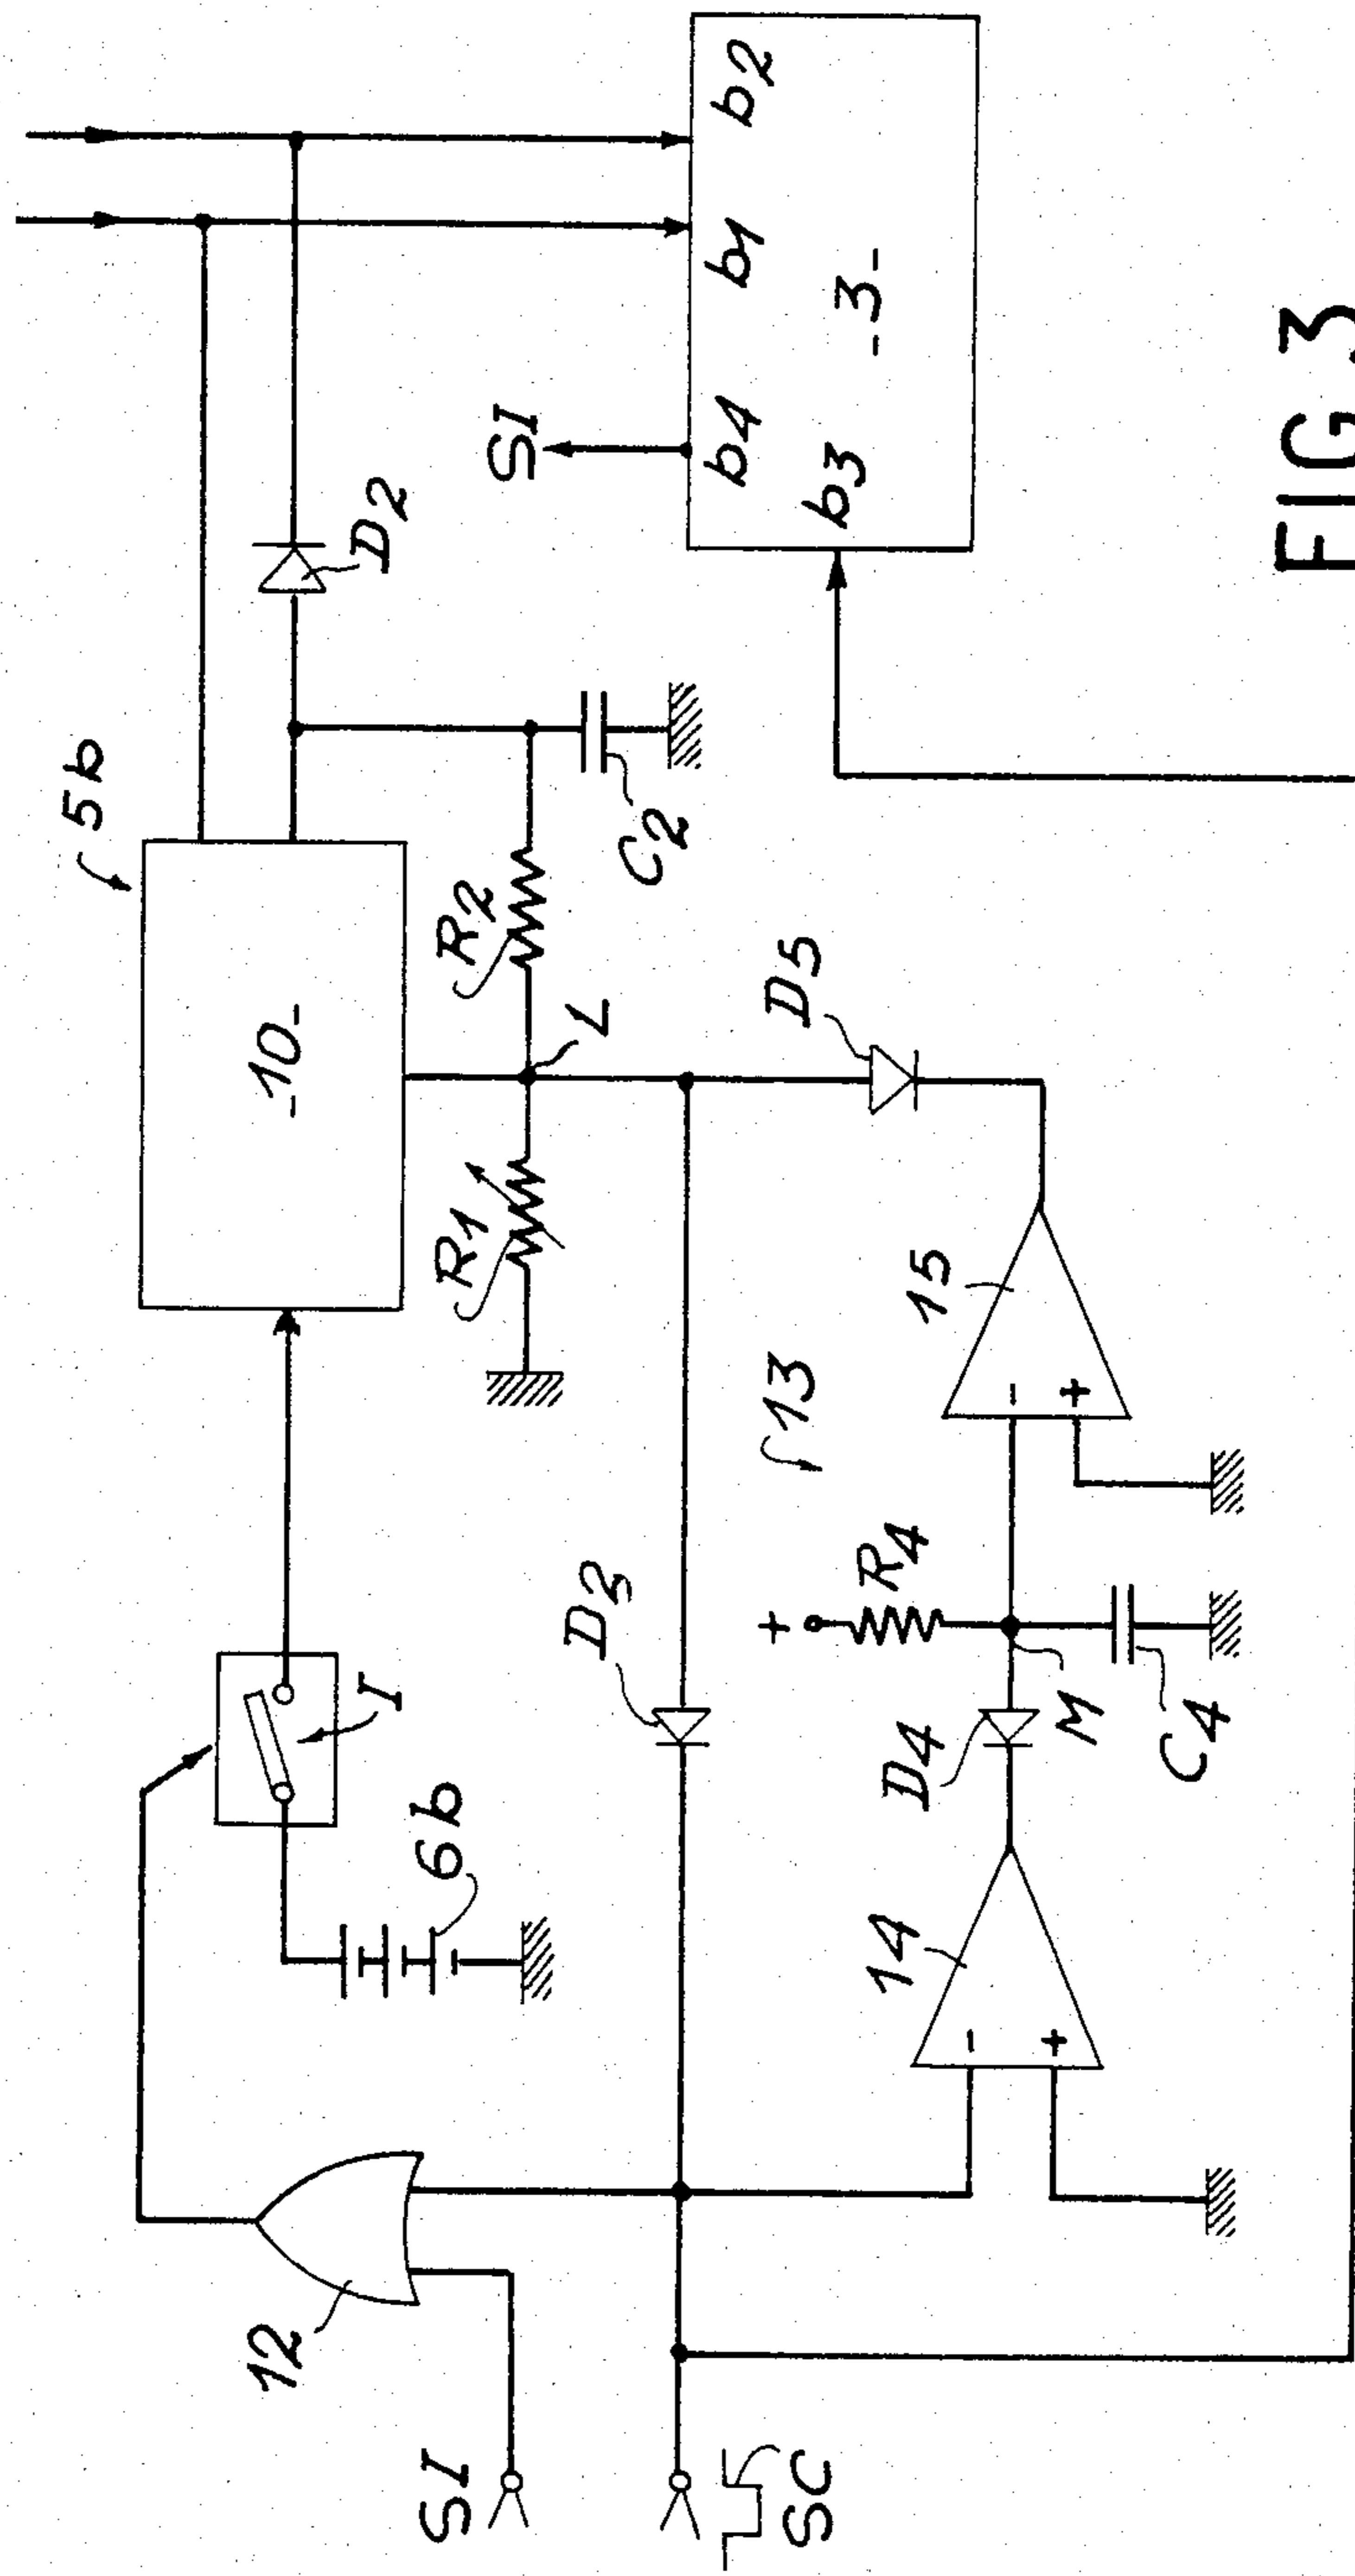 5b
12
-10-
I
D2
6b
SI
R1
R2
SI
D3
L
C2
b4
b1
b2
SC
13
D5
b3
-3-
+
R4
14
D4
15
-
+
M
-
+
C4
FIG.3